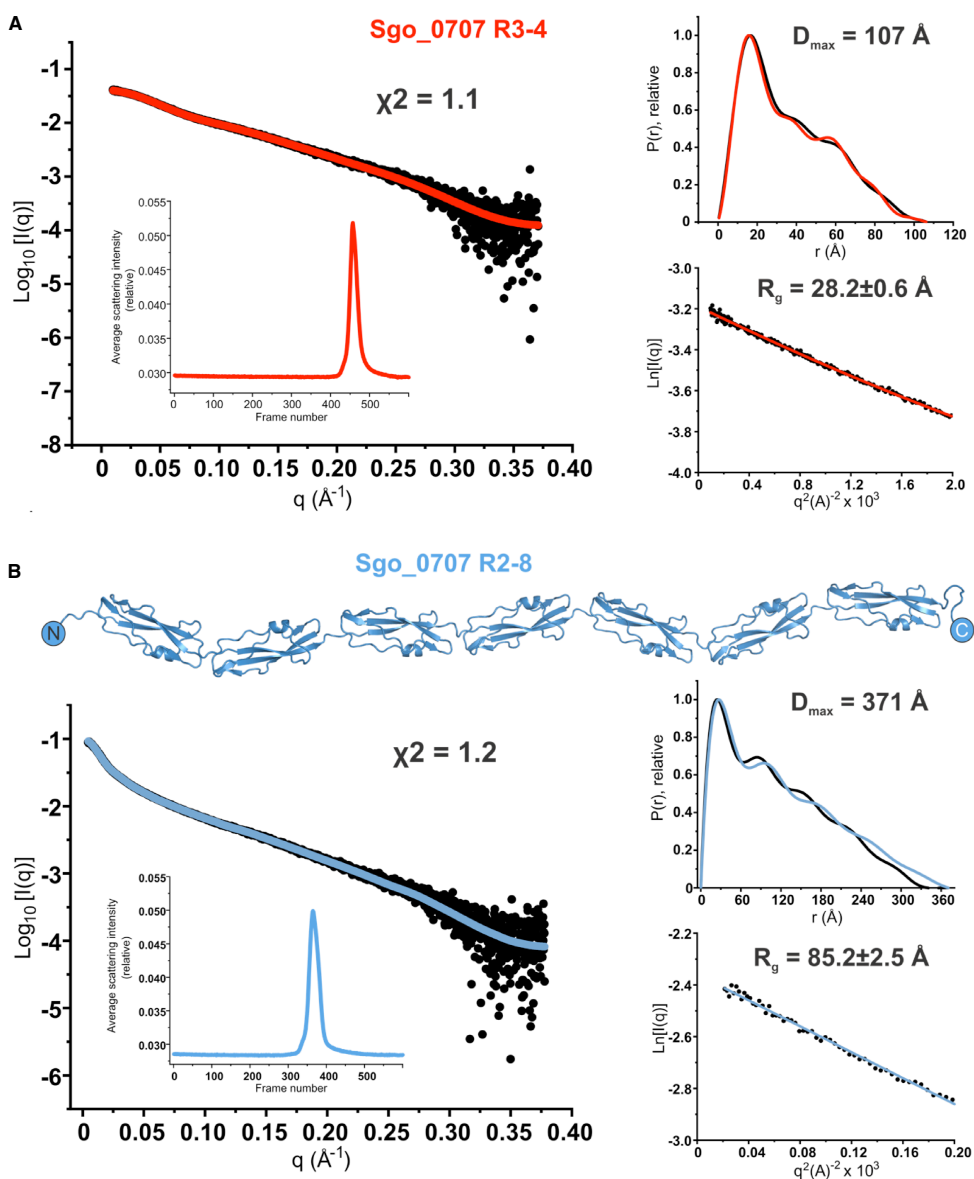 A
Sgo_0707 R3-4
χ2 = 1.1
Log10 [I(q)]
-1
-2
-3
-4
-5
-6
-7
-8
0 0.05 0.10 0.15 0.20 0.25 0.30 0.35 0.40
q (Å-1)
Average scattering intensity
(relative)
0.055
0.050
0.045
0.040
0.035
0.030
0 100 200 300 400 500
Frame number
Dmax = 107 Å
P(r), relative
1.0
0.8
0.6
0.4
0.2
0
0 20 40 60 80 100 120
r (Å)
Rg = 28.2±0.6 Å
Ln[I(q)]
-3.0
-3.2
-3.4
-3.6
-3.8
-4.0
0.4 0.8 1.2 1.6 2.0
q2(A)-2 x 103
B
Sgo_0707 R2-8
N
C
χ2 = 1.2
Log10 [I(q)]
-1
-2
-3
-4
-5
-6
0 0.05 0.10 0.15 0.20 0.25 0.30 0.35 0.40
q (Å-1)
Average scattering intensity
(relative)
0.055
0.050
0.045
0.040
0.035
0.030
0 100 200 300 400 500
Frame number
Dmax = 371 Å
P(r), relative
1.0
0.8
0.6
0.4
0.2
0
0 60 120 180 240 300 360
r (Å)
Rg = 85.2±2.5 Å
Ln[I(q)]
-2.2
-2.4
-2.6
-2.8
-3.0
0 0.04 0.08 0.12 0.16 0.20
q2(A)-2 x 103